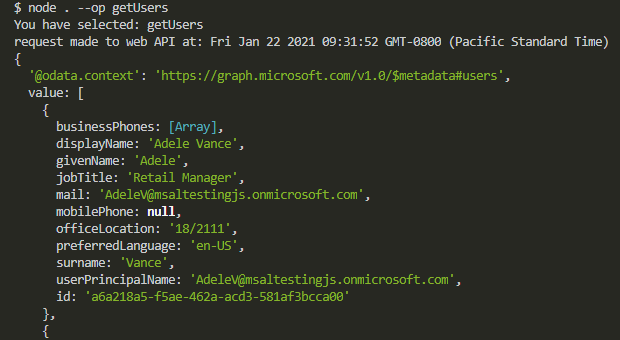 $ node . --op getUsers
You have selected: getUsers
request made to web API at: Fri Jan 22 2021 09:31:52 GMT-0800 (Pacific Standard Time)
{
  '@odata.context': 'https://graph.microsoft.com/v1.0/$metadata#users',
  value: [
    {
      businessPhones: [Array],
      displayName: 'Adele Vance',
      givenName: 'Adele',
      jobTitle: 'Retail Manager',
      mail: 'AdeleV@msaltestingjs.onmicrosoft.com',
      mobilePhone: null,
      officeLocation: '18/2111',
      preferredLanguage: 'en-US',
      surname: 'Vance',
      userPrincipalName: 'AdeleV@msaltestingjs.onmicrosoft.com',
      id: 'a6a218a5-f5ae-462a-acd3-581af3bcca00'
    },
    {